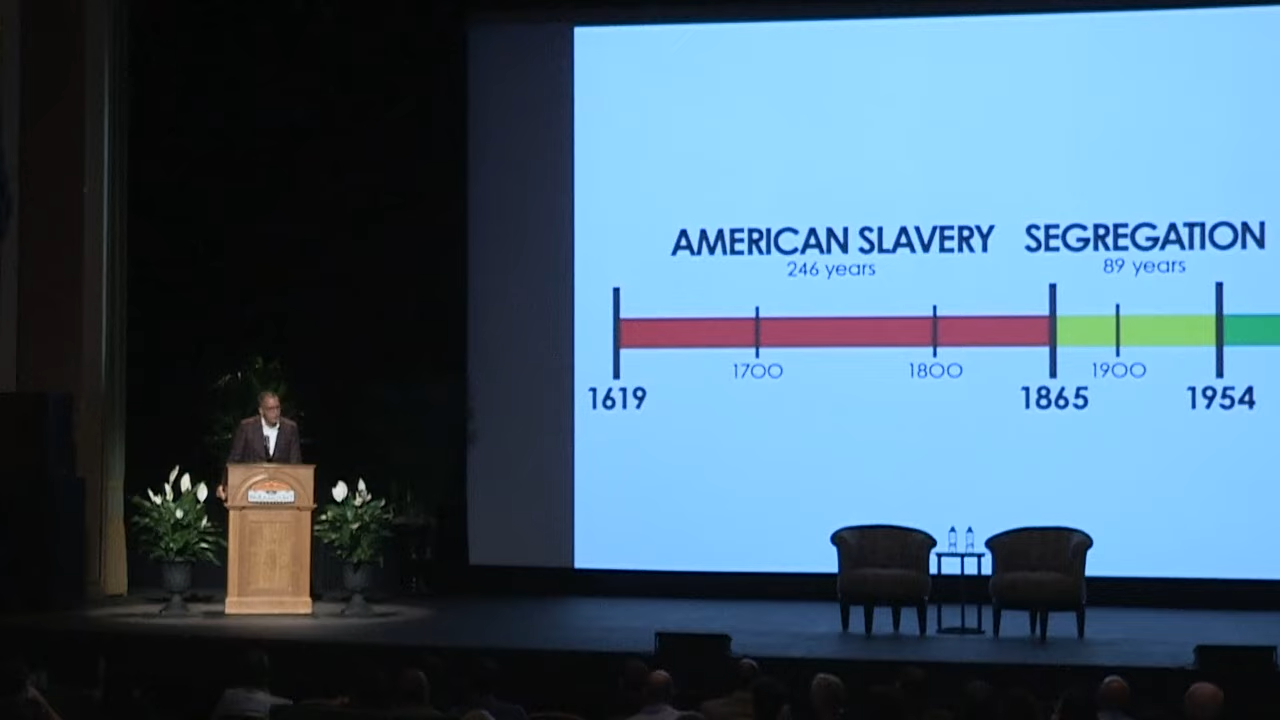 AMERICAN SLAVERY SEGREGATION
246 years 89 years
1700 1800 1900
1619 1865 1954